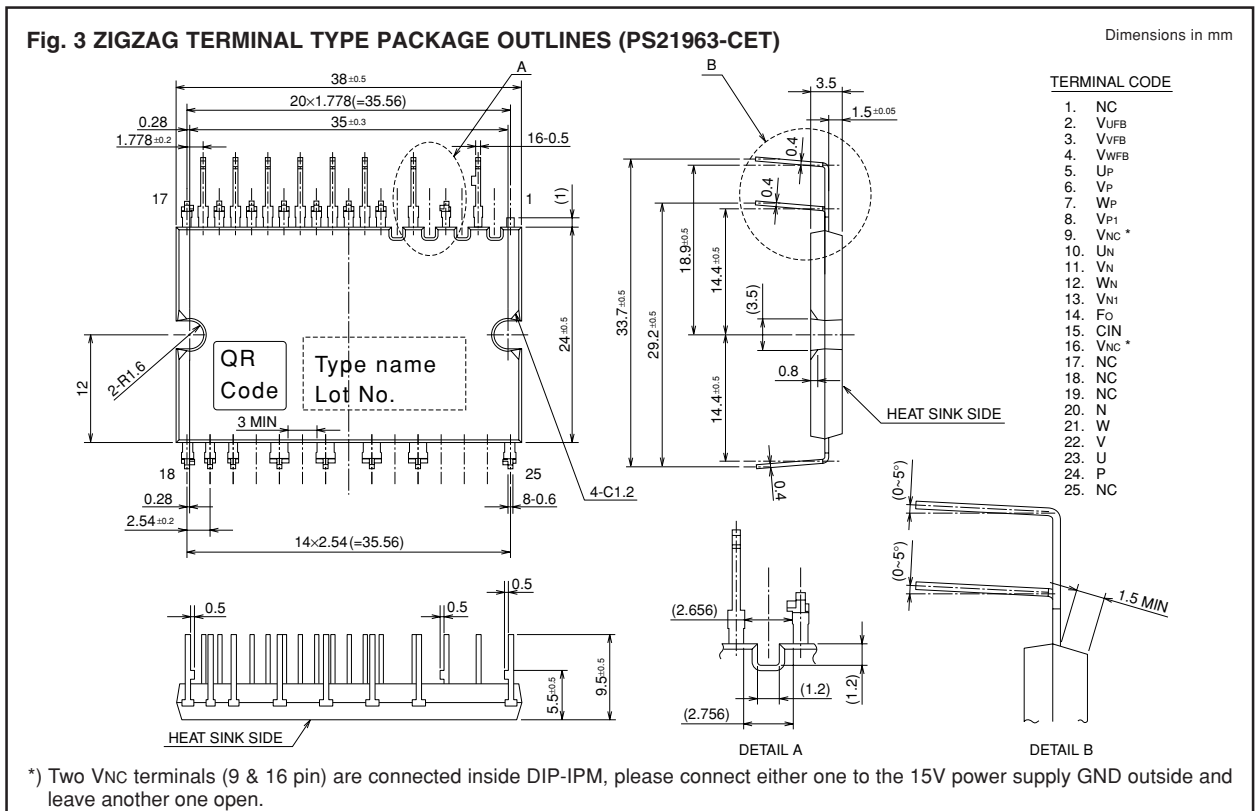 Fig. 3 ZIGZAG TERMINAL TYPE PACKAGE OUTLINES (PS21963-CET)
Dimensions in mm
38±0.5
20×1.778(=35.56)
35±0.3
0.28
1.778±0.2
16-0.5
A
17
1
(1)
24±0.5
12
2-R1.6
QR
Code
Type name
Lot No.
3 MIN
18
25
0.28
2.54±0.2
14×2.54(=35.56)
8-0.6
4-C1.2
B
3.5
1.5±0.05
0.4
0.4
33.7±0.5
29.2±0.5
18.9±0.5
14.4±0.5
(3.5)
0.8
14.4±0.5
0.4
HEAT SINK SIDE
TERMINAL CODE
1. NC
2. VUFB
3. VVFB
4. VWFB
5. UP
6. VP
7. WP
8. VP1
9. VNC *
10. UN
11. VN
12. WN
13. VN1
14. FO
15. CIN
16. VNC *
17. NC
18. NC
19. NC
20. N
21. W
22. V
23. U
24. P
25. NC
0.5
0.5
0.5
5.5±0.5
9.5±0.5
HEAT SINK SIDE
(2.656)
(1.2)
(1.2)
(2.756)
DETAIL A
(0~5°)
(0~5°)
1.5 MIN
DETAIL B
*) Two VNC terminals (9 & 16 pin) are connected inside DIP-IPM, please connect either one to the 15V power supply GND outside and
leave another one open.